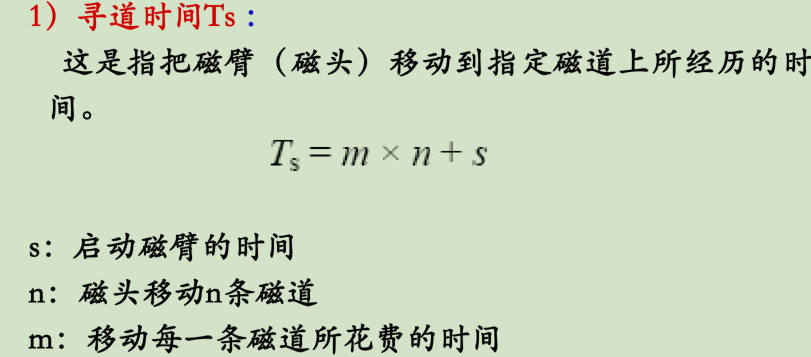 1）寻道时间Ts：
这是指把磁臂（磁头）移动到指定磁道上所经历的时
间。
Ts = m × n + s
s：启动磁臂的时间
n：磁头移动n条磁道
m：移动每一条磁道所花费的时间